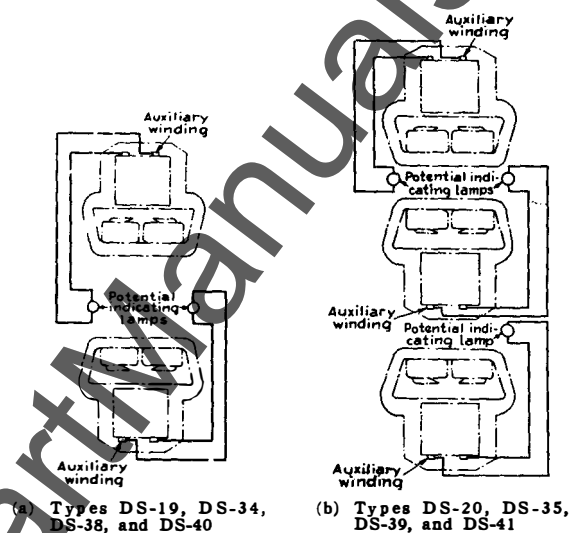 Auxiliary
winding
Potential
indicating
lamps
Auxiliary
winding
(a) Types DS-19, DS-34,
DS-38, and DS-40
Auxiliary
winding
Potential indi-
cating lamps
Auxiliary
winding
Potential indi-
cating lamp
Auxiliary
winding
(b) Types DS-20, DS-35,
DS-39, and DS-41
artManuals